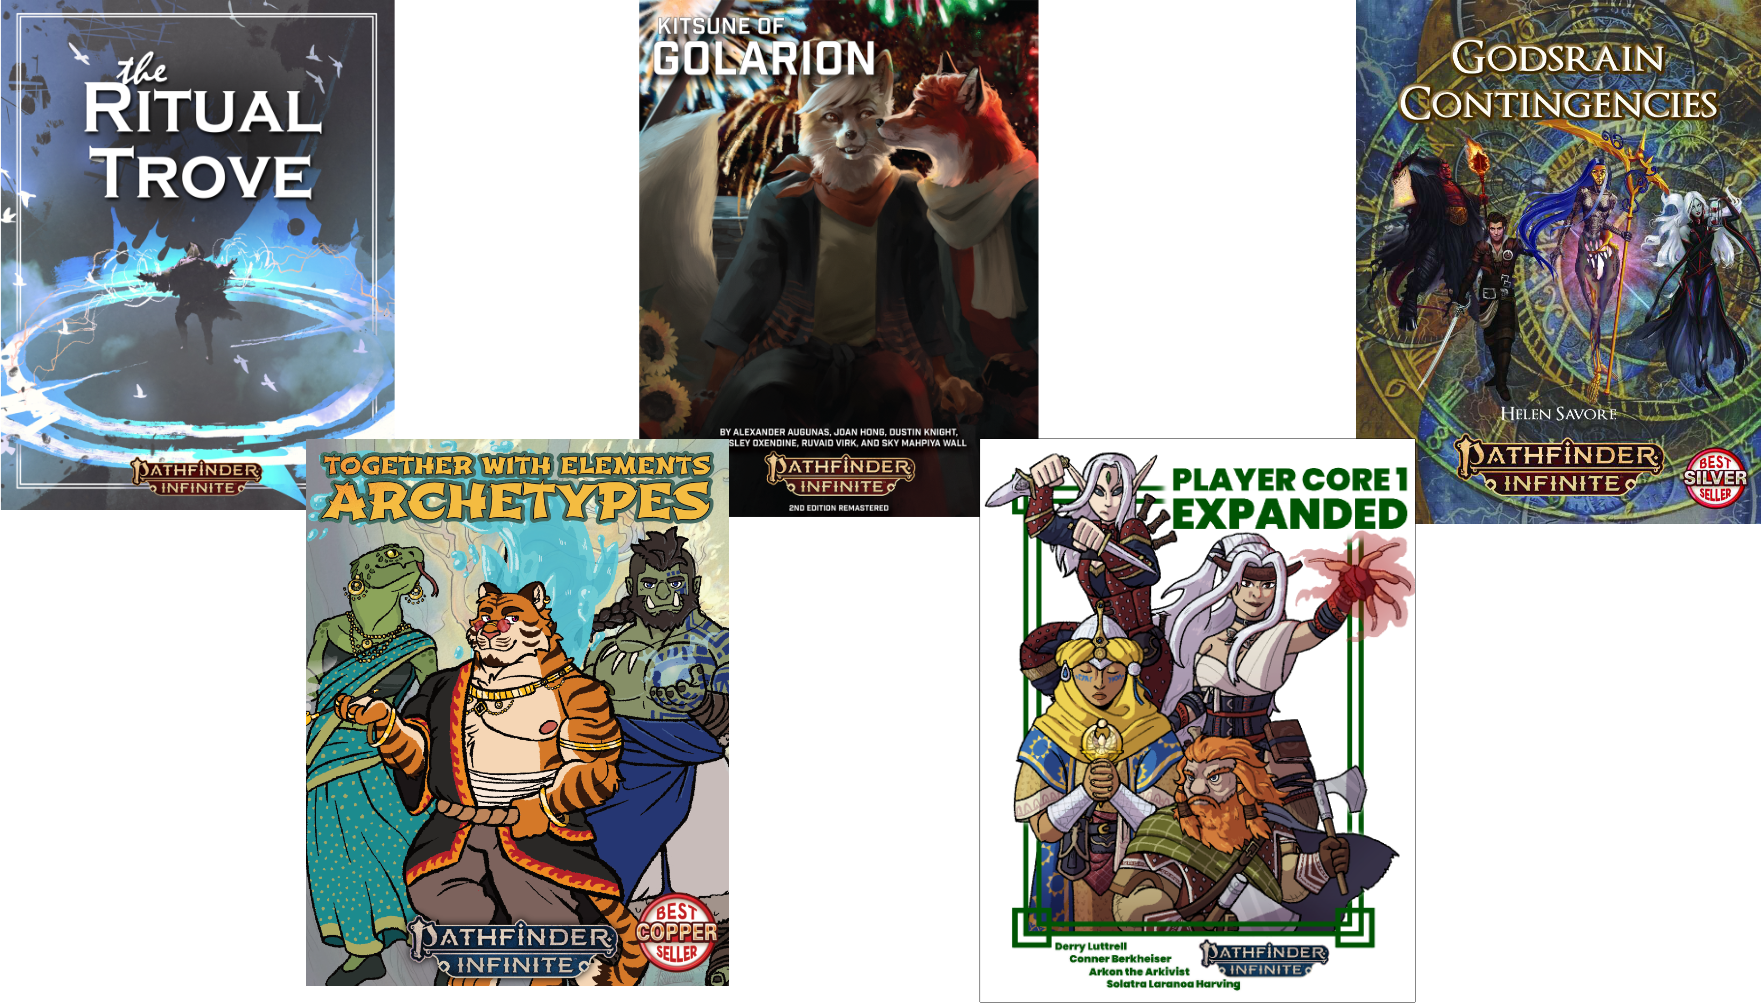 the
RITUAL
TROVE
PATHFINDER
INFINITE
KITSUNE OF
GOLARION
BY ALEXANDER AUGUNAS, JOAN HONG, DUSTIN KNIGHT,
SLEY OXENDINE, RUVAID VIRK, AND SKY MAHPIYA WALL
PATHFINDER
INFINITE
2ND EDITION REMASTERED
GODSRAIN
CONTINGENCIES
HELEN SAVORE
PATHFINDER
INFINITE
BEST
SILVER
SELLER
TOGETHER WITH ELEMENTS
ARCHETYPES
PATHFINDER
INFINITE
BEST
COPPER
SELLER
PLAYER CORE 1
EXPANDED
Derry Luttrell
Conner Berkheiser
Arkon the Arkivist
Solatra Laranoa Harving
PATHFINDER
INFINITE